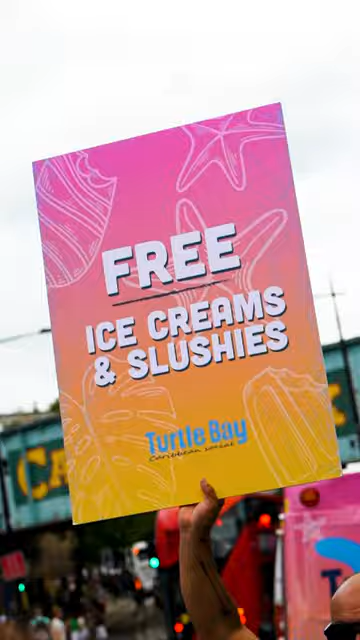 FREE
ICE CREAMS
& SLUSHIES
Turtle Bay
Caribbean social